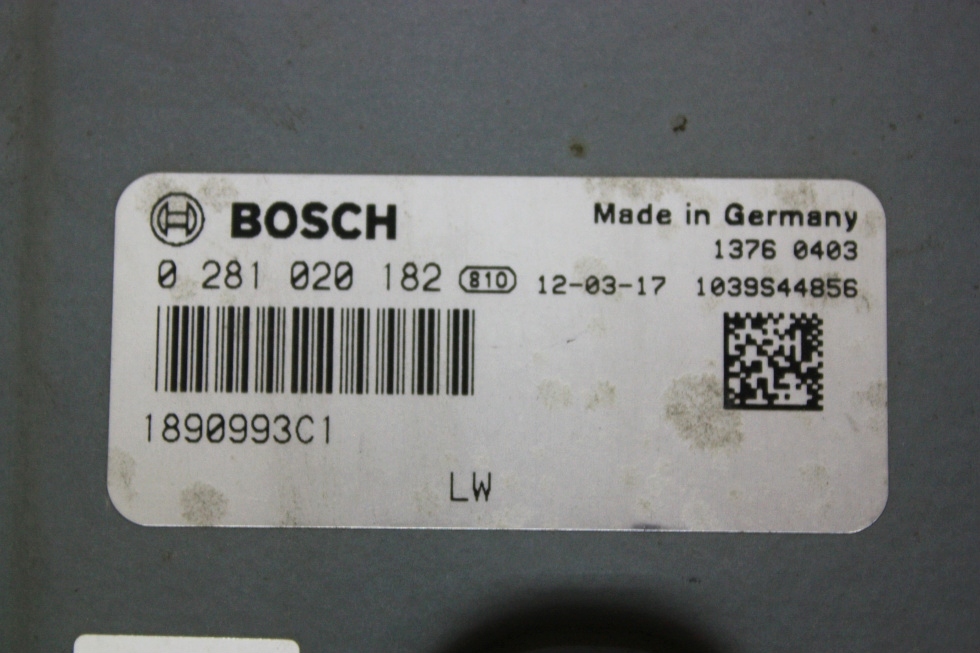 BOSCH
Made in Germany
1376 0403
0 281 020 182 810 12-03-17 1039S44856
1890993C1
LW